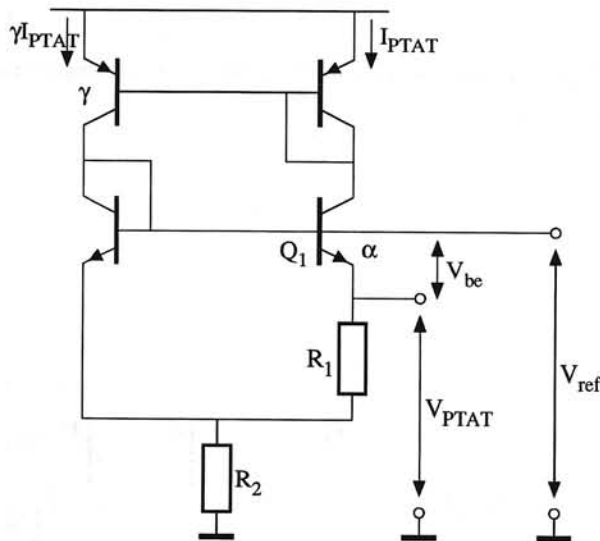 γI_PTAT
I_PTAT
γ
Q₁
α
V_be
R₁
V_PTAT
V_ref
R₂